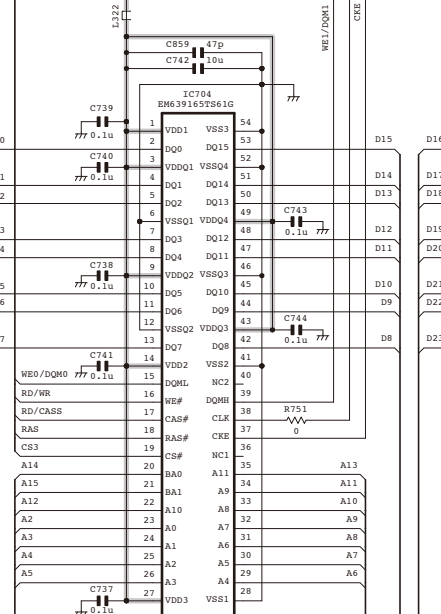 L322
WE1/DQM1
CKE
C859 47p
C742 10u
IC704
EM639165TS61G
C739
0.1u
1 VDD1 VSS3 54
2 DQ0 DQ15 53 D15 D16
C740
0.1u
3 VDDQ1 VSSQ4 52
4 DQ1 DQ14 51 D14 D17
5 DQ2 DQ13 50 D13 D18
6 VSSQ1 VDDQ4 49 C743
0.1u
7 DQ3 DQ12 48 D12 D19
8 DQ4 DQ11 47 D11 D20
C738
0.1u
9 VDDQ2 VSSQ3 46
10 DQ5 DQ10 45 D10 D21
11 DQ6 DQ9 44 D9 D22
12 VSSQ2 VDDQ3 43 C744
0.1u
13 DQ7 DQ8 42 D8 D23
C741
0.1u
14 VDD2 VSS2 41
WE0/DQM0 15 DQML NC2 40
RD/WR 16 WE# DQMH 39
RD/CASS 17 CAS# CLK 38 R751
0
RAS 18 RAS# CKE 37
CS3 19 CS# NC1 36
A14 20 BA0 A11 35 A13
A15 21 BA1 A9 34 A11
A12 22 A10 A8 33 A10
A2 23 A0 A7 32 A9
A3 24 A1 A6 31 A8
A4 25 A2 A5 30 A7
A5 26 A3 A4 29 A6
C737
0.1u
27 VDD3 VSS1 28